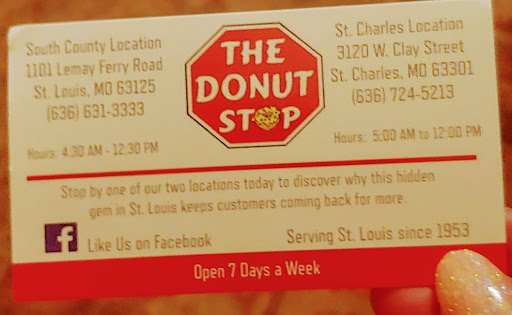 South County Location
1101 Lemay Ferry Road
St. Louis, MO 63125
(636) 631-3333
Hours: 4:30 AM - 12:30 PM
THE
DONUT
STOP
St. Charles Location
3120 W. Clay Street
St. Charles, MO 63301
(636) 724-5213
Hours: 5:00 AM to 12:00 PM
Stop by one of our two locations today to discover why this hidden
gem in St. Louis keeps customers coming back for more.
f Like Us on Facebook
Serving St. Louis since 1953
Open 7 Days a Week